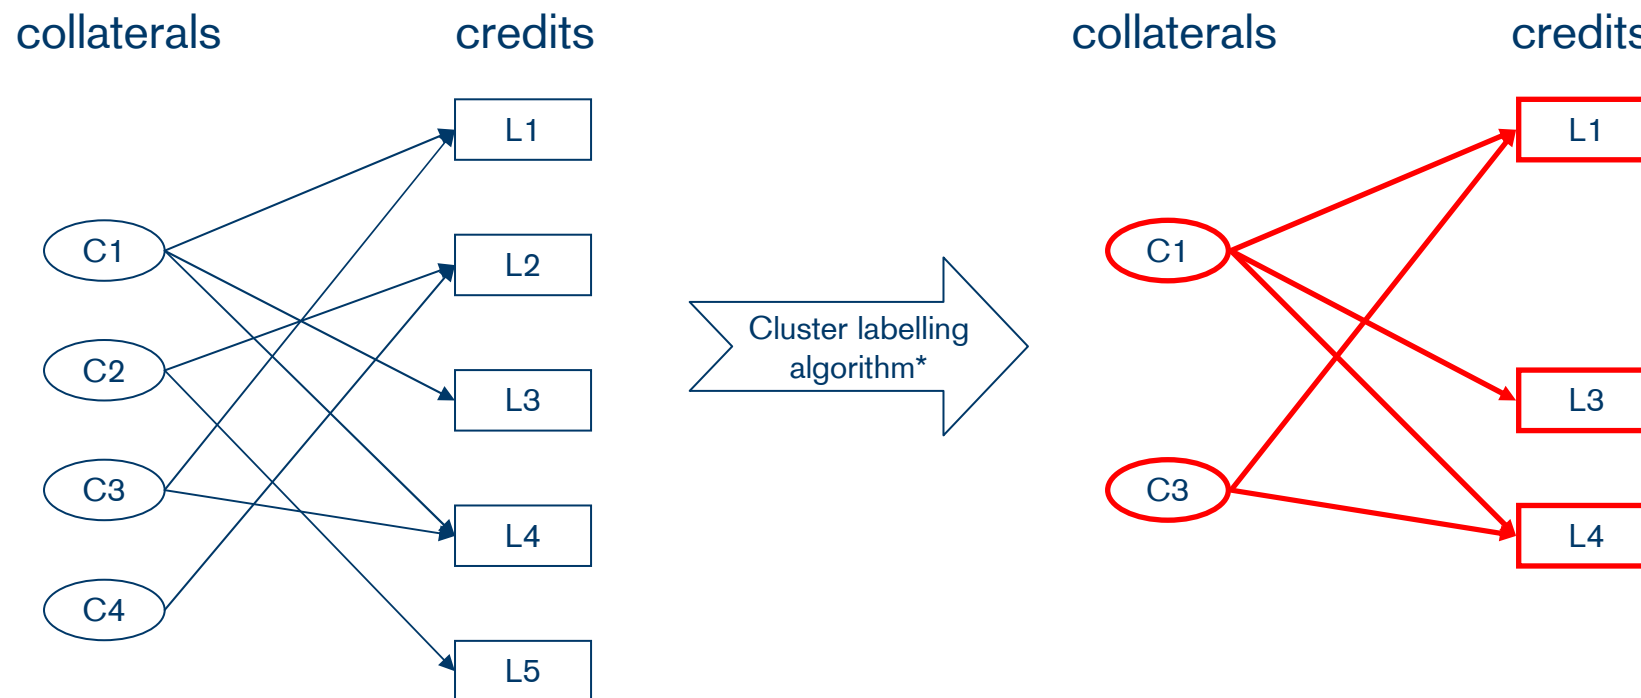 collaterals
credits
L1
C1
L2
C2
L3
C3
L4
C4
L5
Cluster labelling
algorithm*
collaterals
credits
L1
C1
L3
C3
L4